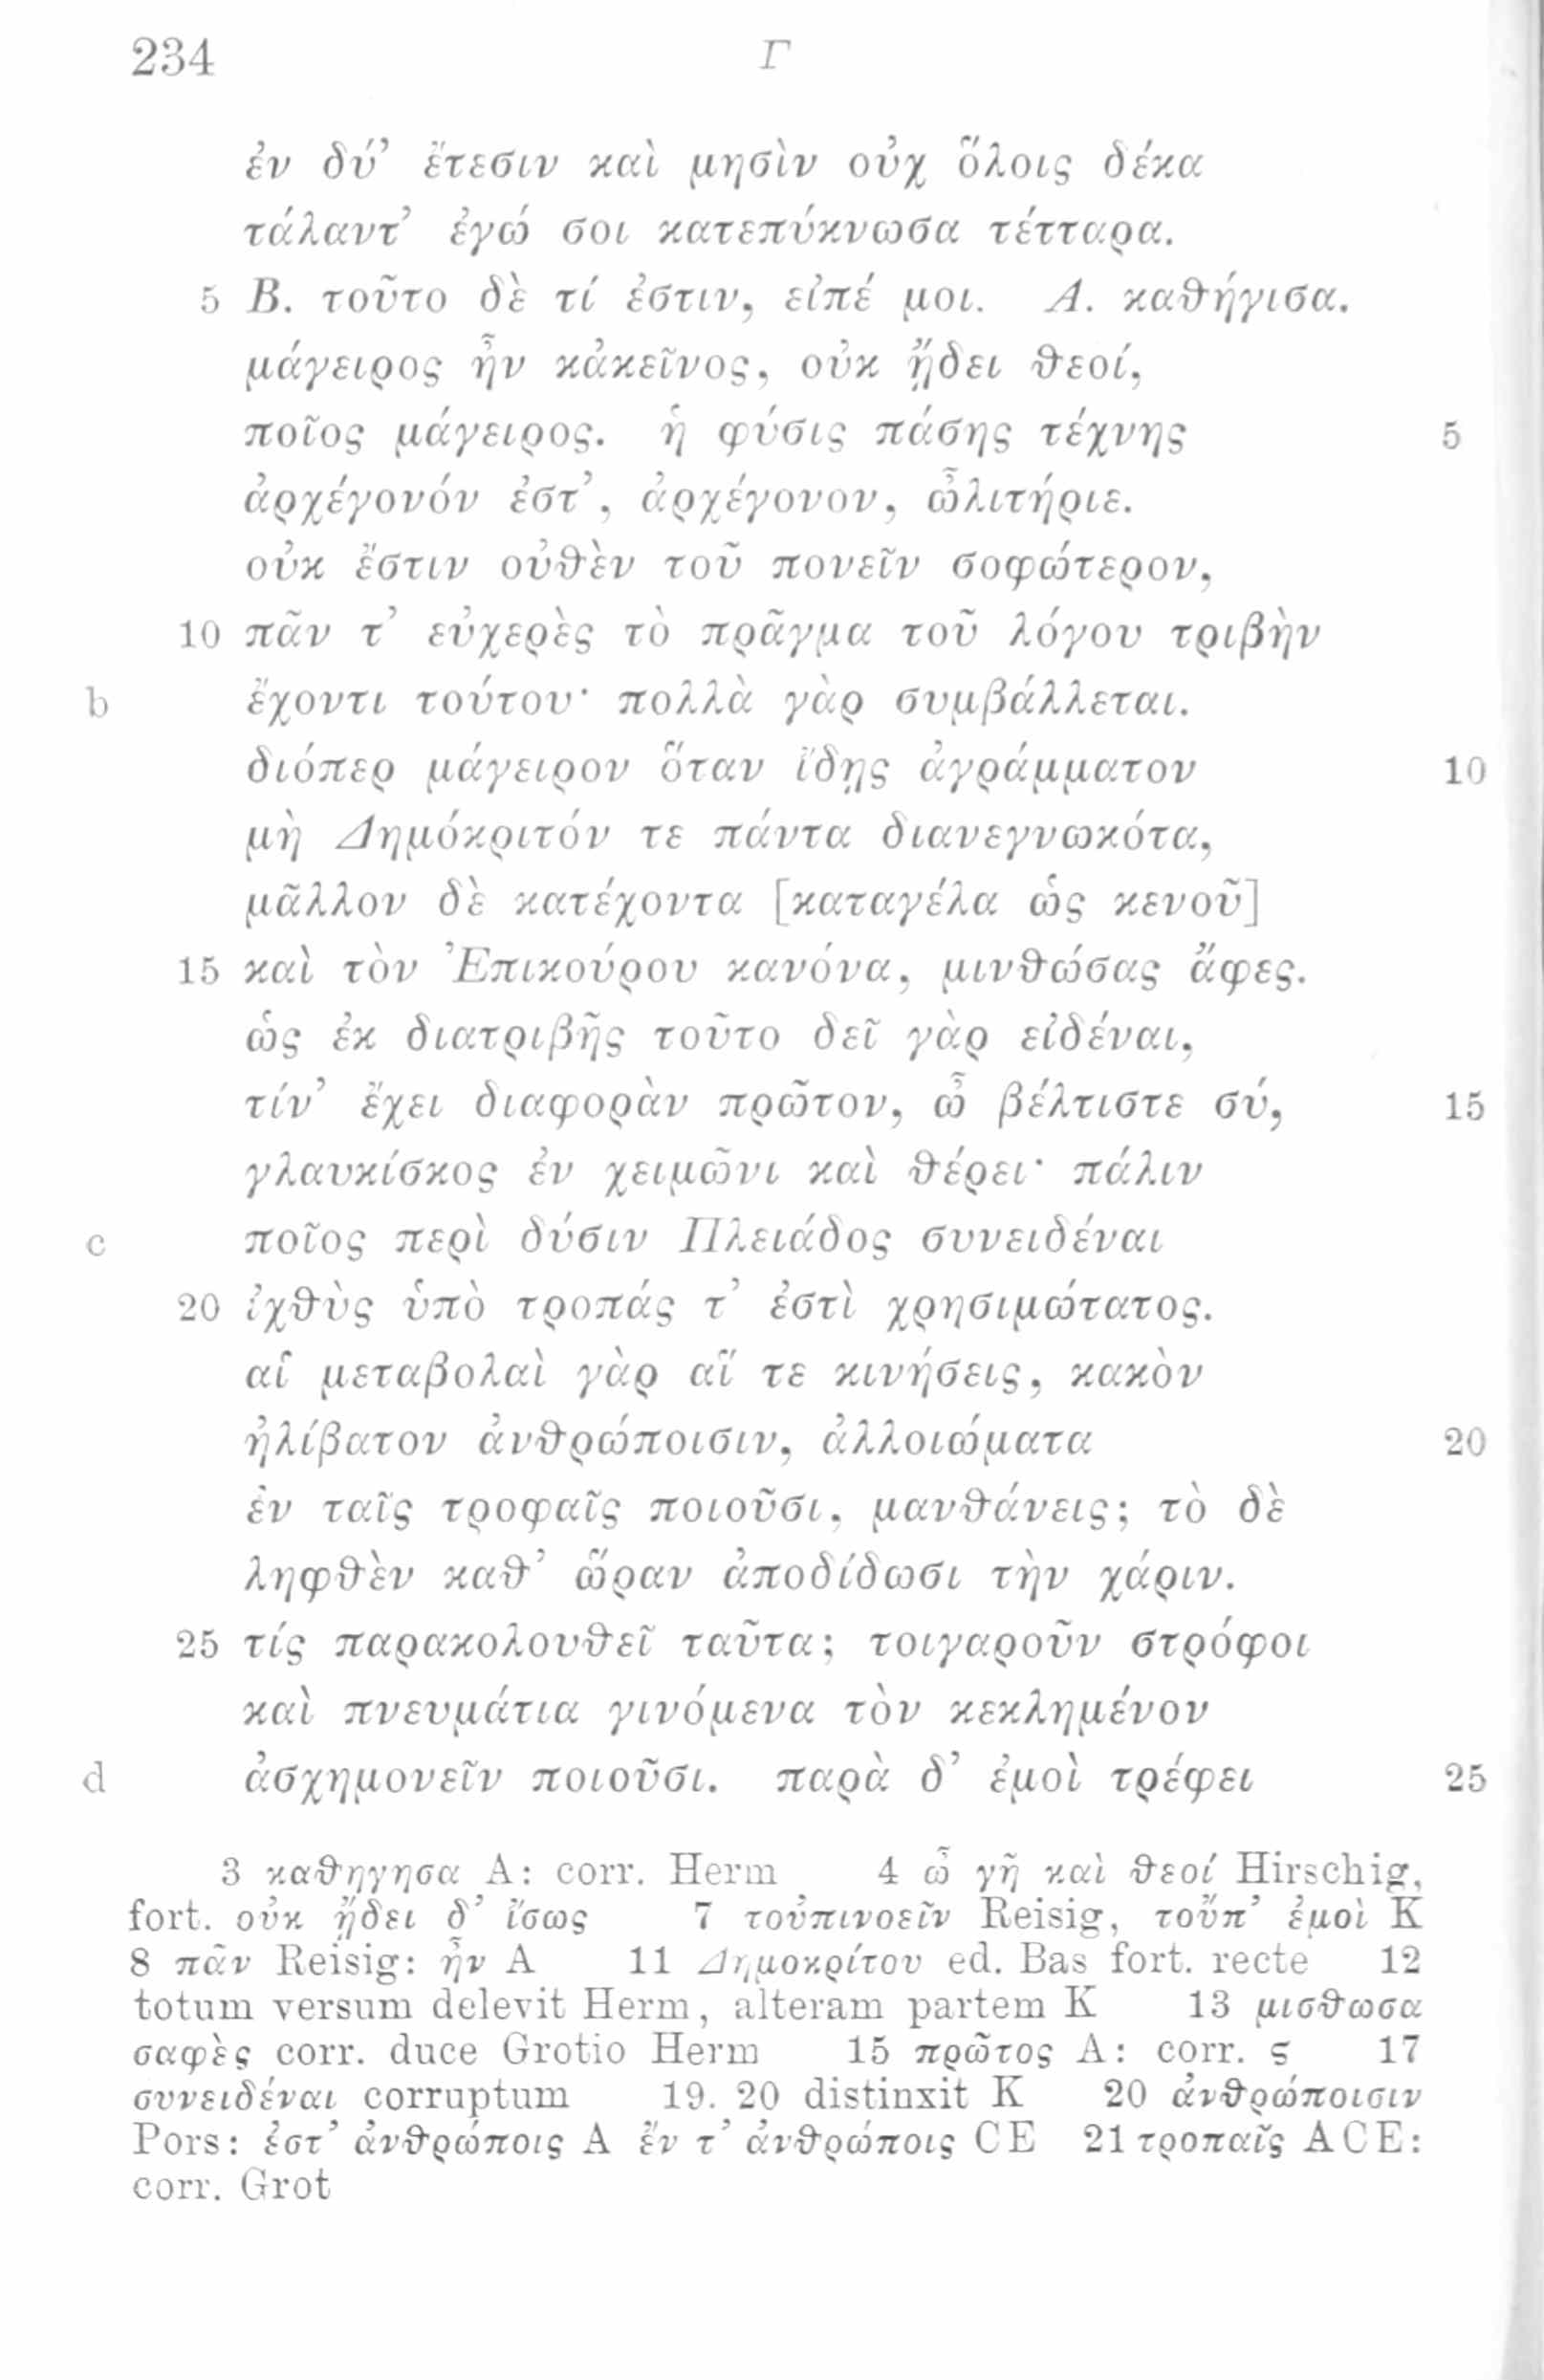 234 Γ
ἐν δύ’ ἔτεσιν καὶ μησὶν οὐχ ὅλοις δέκα
τάλαντ’ ἐγώ σοι κατεπύκνωσα τέτταρα.
5 Β. τοῦτο δὲ τί ἐστιν, εἰπέ μοι. Α. καθήγισα.
μάγειρος ἦν κἀκεῖνος, οὐκ ᾔδει θεοί,
ποῖος μάγειρος. ἡ φύσις πάσης τέχνης 5
ἀρχέγονόν ἐστ’, ἀρχέγονον, ὦλιτήριε.
οὐκ ἔστιν οὐθὲν τοῦ πονεῖν σοφώτερον,
10 πᾶν τ’ εὐχερὲς τὸ πρᾶγμα τοῦ λόγου τριβὴν
b ἔχοντι τούτου· πολλὰ γὰρ συμβάλλεται.
διόπερ μάγειρον ὅταν ἴδῃς ἀγράμματον 10
μὴ Δημόκριτόν τε πάντα διανεγνωκότα,
μᾶλλον δὲ κατέχοντα [καταγέλα ὡς κενοῦ]
15 καὶ τὸν Ἐπικούρου κανόνα, μινθώσας ἄφες.
ὡς ἐκ διατριβῆς τοῦτο δεῖ γὰρ εἰδέναι,
τίν’ ἔχει διαφορὰν πρῶτον, ὦ βέλτιστε σύ, 15
γλαυκίσκος ἐν χειμῶνι καὶ θέρει· πάλιν
c ποῖος περὶ δύσιν Πλειάδος συνειδέναι
20 ἰχθὺς ὑπὸ τροπάς τ’ ἐστὶ χρησιμώτατος.
αἱ μεταβολαὶ γὰρ αἵ τε κινήσεις, κακὸν
ἠλίβατον ἀνθρώποισιν, ἀλλοιώματα 20
ἐν ταῖς τροφαῖς ποιοῦσι, μανθάνεις; τὸ δὲ
ληφθὲν καθ’ ὥραν ἀποδίδωσι τὴν χάριν.
25 τίς παρακολουθεῖ ταῦτα; τοιγαροῦν στρόφοι
καὶ πνευμάτια γινόμενα τὸν κεκλημένον
d ἀσχημονεῖν ποιοῦσι. παρὰ δ’ ἐμοὶ τρέφει 25
3 καθηγησα A: corr. Herm 4 ὦ γῆ καὶ θεοί Hirschig,
fort. οὐκ ᾔδει δ’ ἴσως 7 τοὐπινοεῖν Reisig, τοὔπ’ ἐμοὶ K
8 πᾶν Reisig: ἦν A 11 Δημοκρίτου ed. Bas fort. recte 12
totum versum delevit Herm, alteram partem K 13 μισθωσα
σαφὲς corr. duce Grotio Herm 15 πρῶτος A: corr. ς 17
συνειδέναι corruptum 19. 20 distinxit K 20 ἀνθρώποισιν
Pors: ἐστ’ ἀνθρώποις A ἔν τ’ ἀνθρώποις CE 21 τροπαῖς ACE:
corr. Grot